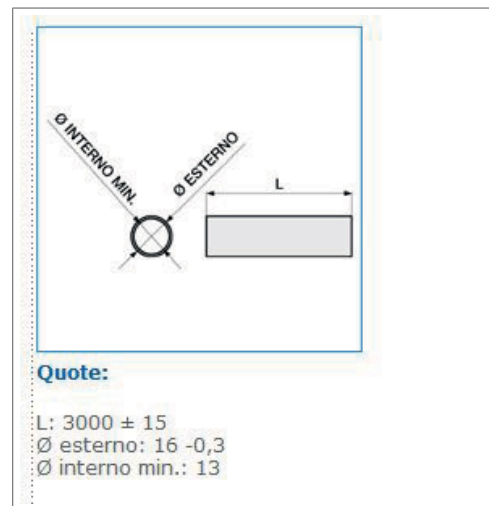 Ø INTERNO MIN.
Ø ESTERNO
L
Quote:
L: 3000 ± 15
Ø esterno: 16 -0,3
Ø interno min.: 13